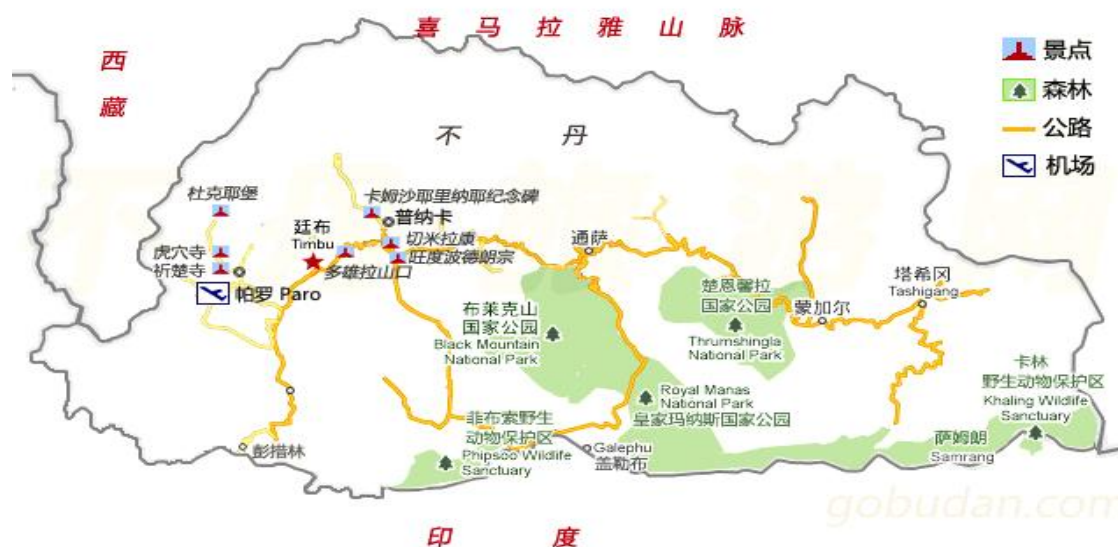 喜马拉雅山脉
西藏
景点
森林
公路
机场
不丹
杜克耶堡
卡姆沙耶里纳耶纪念碑
普纳卡
廷布
Timbu
切米拉康
旺度波德朗宗
多雄拉山口
虎穴寺
祈楚寺
帕罗 Paro
通萨
塔希冈
Tashigang
楚恩馨拉
国家公园
Thrumshingla
National Park
蒙加尔
布莱克山
国家公园
Black Mountain
National Park
卡林
野生动物保护区
Khaling Wildlife
Sanctuary
Royal Manas
National Park
皇家玛纳斯国家公园
菲布索野生
动物保护区
Phipsoo Wildlife
Sanctuary
彭措林
Galephu
盖勒布
萨姆朗
Samrang
gobudan.com
印度